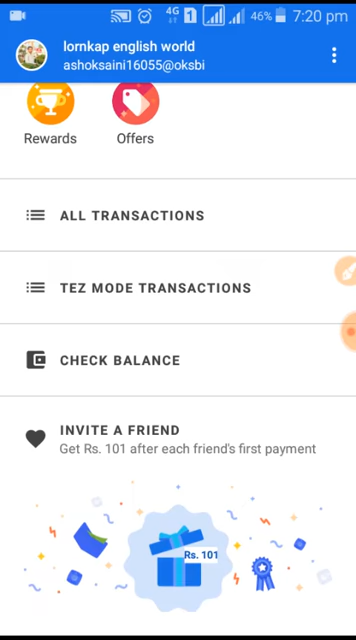 4G 1 46% 7:20 pm
lornkap english world
ashoksaini16055@oksbi
Rewards Offers
ALL TRANSACTIONS
TEZ MODE TRANSACTIONS
CHECK BALANCE
INVITE A FRIEND
Get Rs. 101 after each friend's first payment
Rs. 101